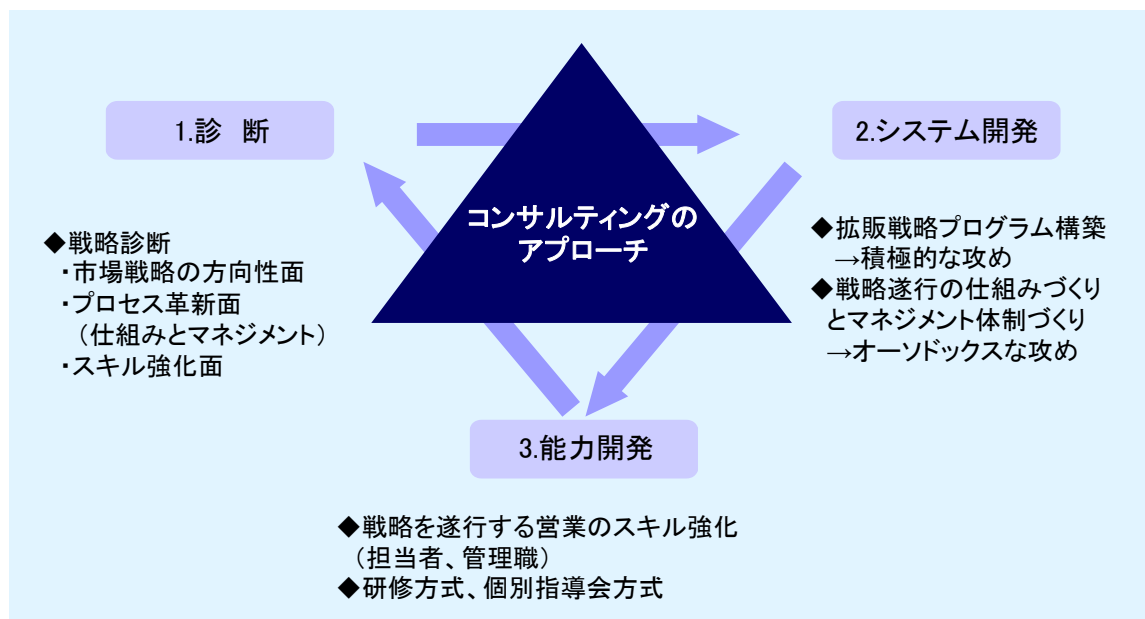 1.診　断
2.システム開発
コンサルティングの
アプローチ
◆戦略診断
・市場戦略の方向性面
・プロセス革新面
（仕組みとマネジメント）
・スキル強化面
◆拡販戦略プログラム構築
→積極的な攻め
◆戦略遂行の仕組みづくり
とマネジメント体制づくり
→オーソドックスな攻め
3.能力開発
◆戦略を遂行する営業のスキル強化
（担当者、管理職）
◆研修方式、個別指導会方式